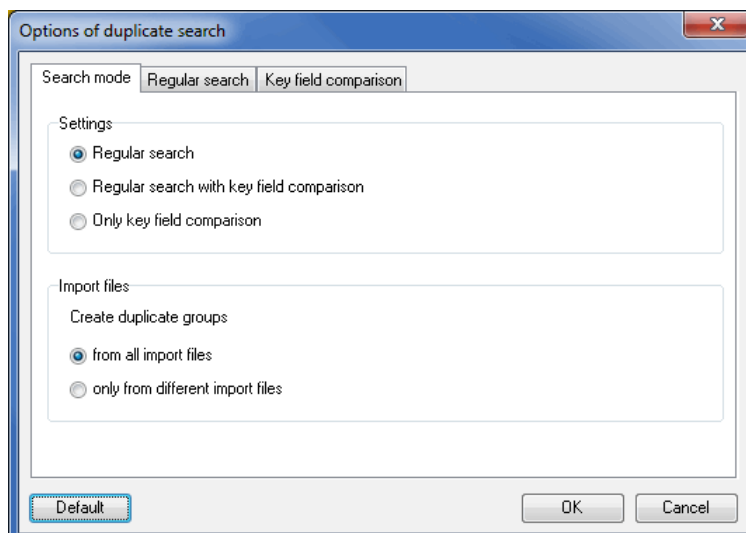 Options of duplicate search
Search mode Regular search Key field comparison
Settings
Regular search
Regular search with key field comparison
Only key field comparison
Import files
Create duplicate groups
from all import files
only from different import files
Default OK Cancel